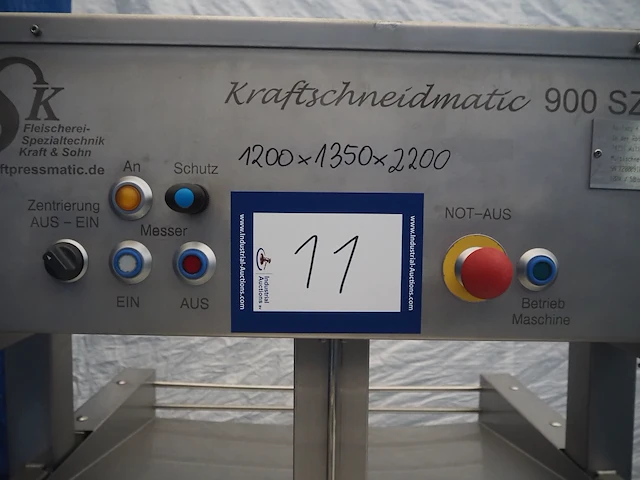 Kraftschneidmatic 900 SZ
SK
Fleischerei-
Spezialtechnik
Kraft & Sohn
ftpressmatic.de
1200×1350×2200
An
Schutz
Zentrierung
AUS – EIN
Messer
EIN
AUS
www.Industrial-Auctions.com
Industrial
Auctions
11
www.Industrial-Auctions.com
NOT-AUS
Betrieb
Maschine